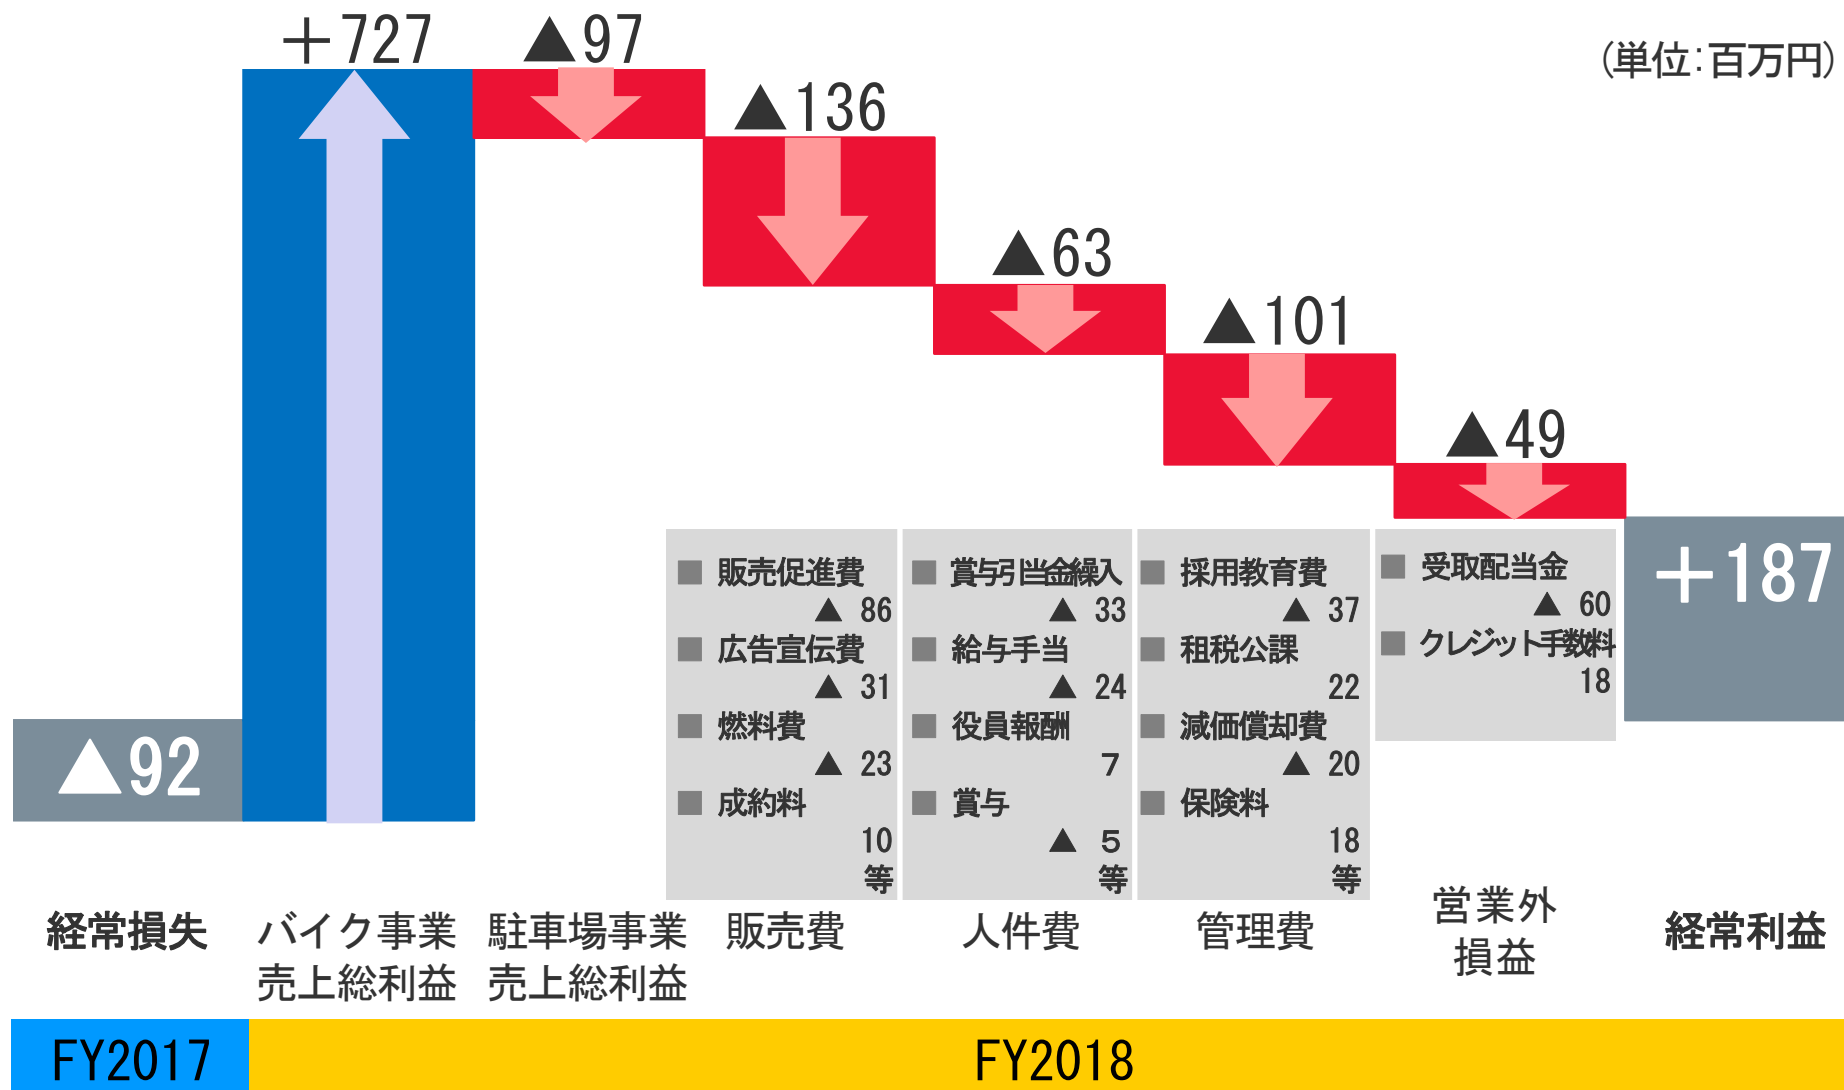 (単位:百万円)
＋727
▲97
▲136
▲63
▲101
▲49
＋187
▲92
■ 販売促進費
▲ 86
■ 広告宣伝費
▲ 31
■ 燃料費
▲ 23
■ 成約料
10
等
■ 賞与引当金繰入
▲ 33
■ 給与手当
▲ 24
■ 役員報酬
7
■ 賞与
▲ 5
等
■ 採用教育費
▲ 37
■ 租税公課
22
■ 減価償却費
▲ 20
■ 保険料
18
等
■ 受取配当金
▲ 60
■ クレジット手数料
18
経常損失
バイク事業
売上総利益
駐車場事業
売上総利益
販売費
人件費
管理費
営業外
損益
経常利益
FY2017
FY2018